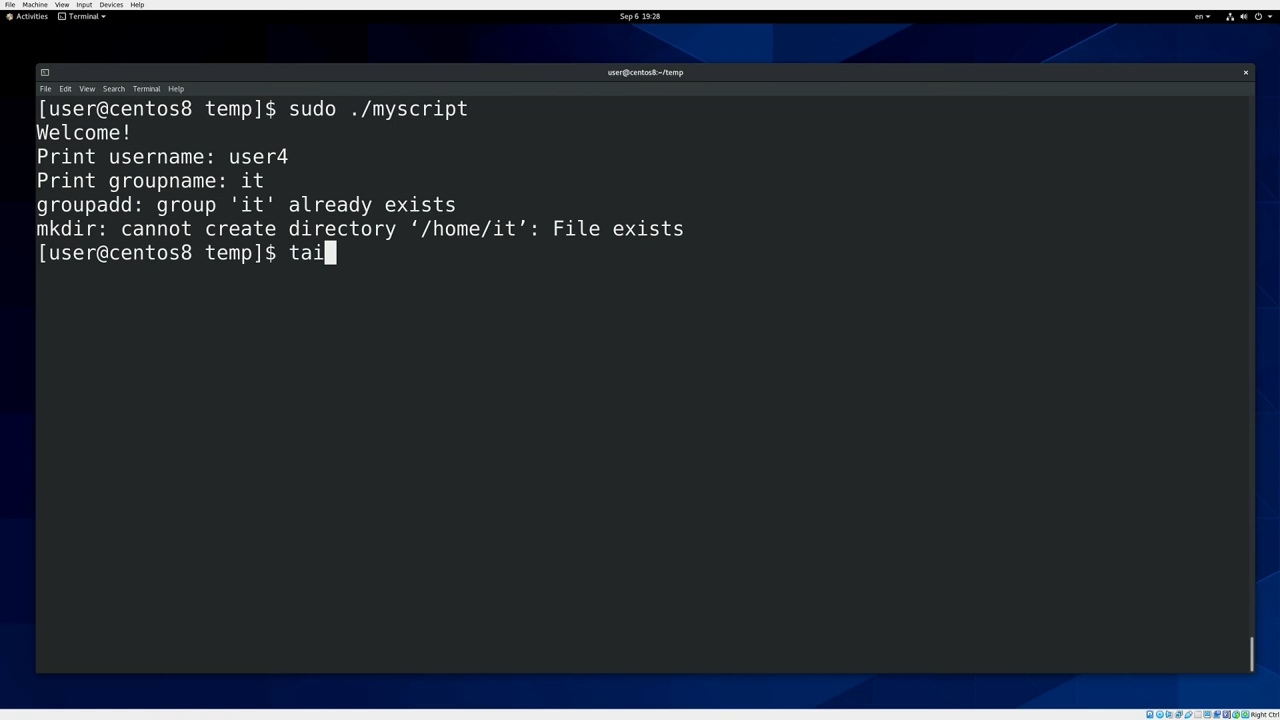 File Machine View Input Devices Help
Activities Terminal Sep 6 19:28 en
user@centos8:~/temp ×
File Edit View Search Terminal Help
[user@centos8 temp]$ sudo ./myscript
Welcome!
Print username: user4
Print groupname: it
groupadd: group 'it' already exists
mkdir: cannot create directory ‘/home/it’: File exists
[user@centos8 temp]$ tai
Right Ctrl